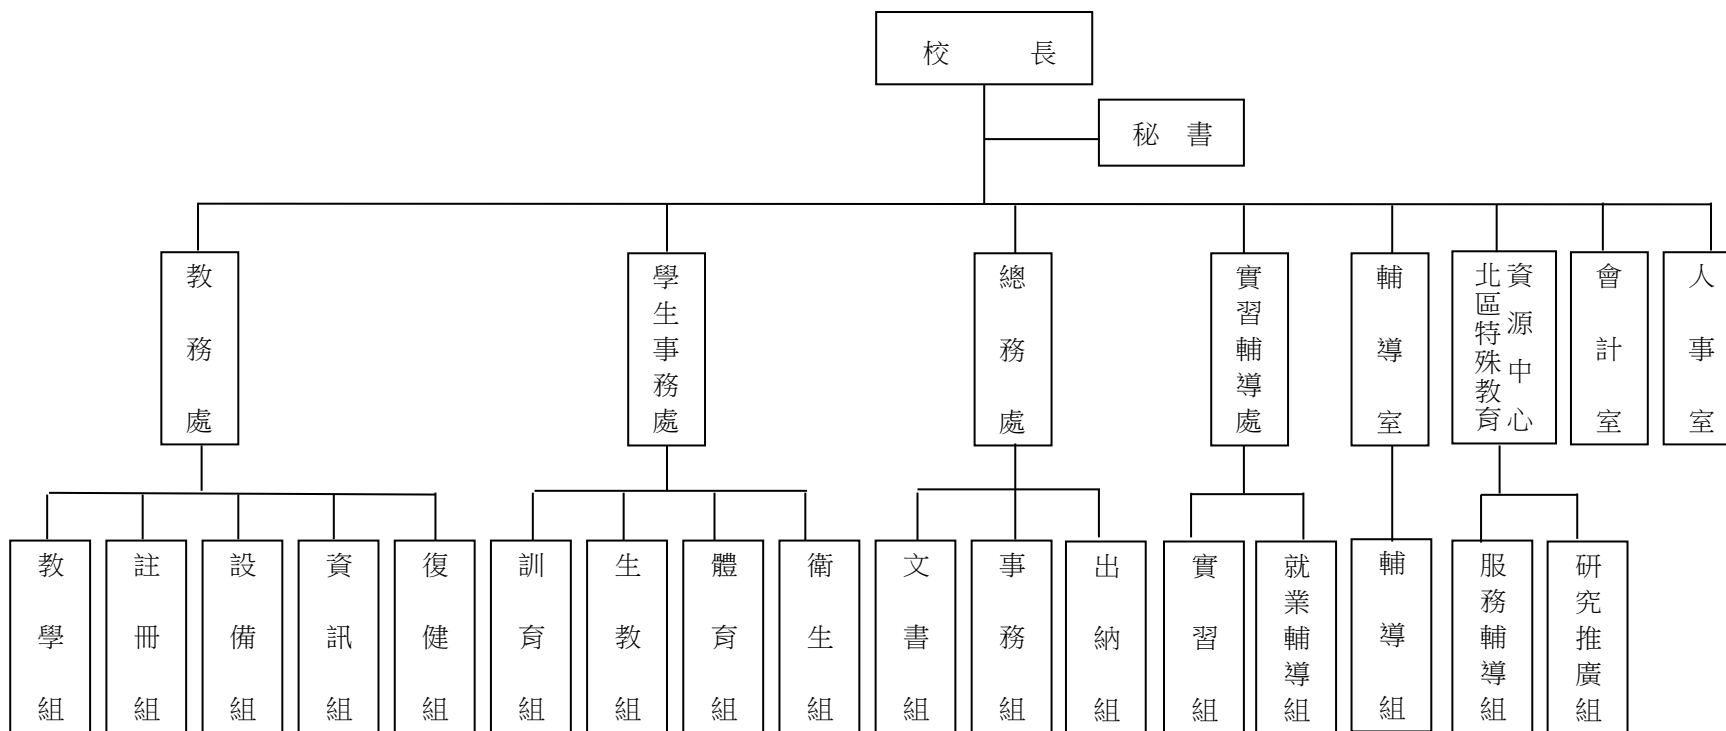 校長
秘書
教務處
學生事務處
總務處
實習輔導處
輔導室
北區特殊教育
資源中心
會計室
人事室
教學組
註冊組
設備組
資訊組
復健組
訓育組
生教組
體育組
衛生組
文書組
事務組
出納組
實習組
就業輔導組
輔導組
服務輔導組
研究推廣組